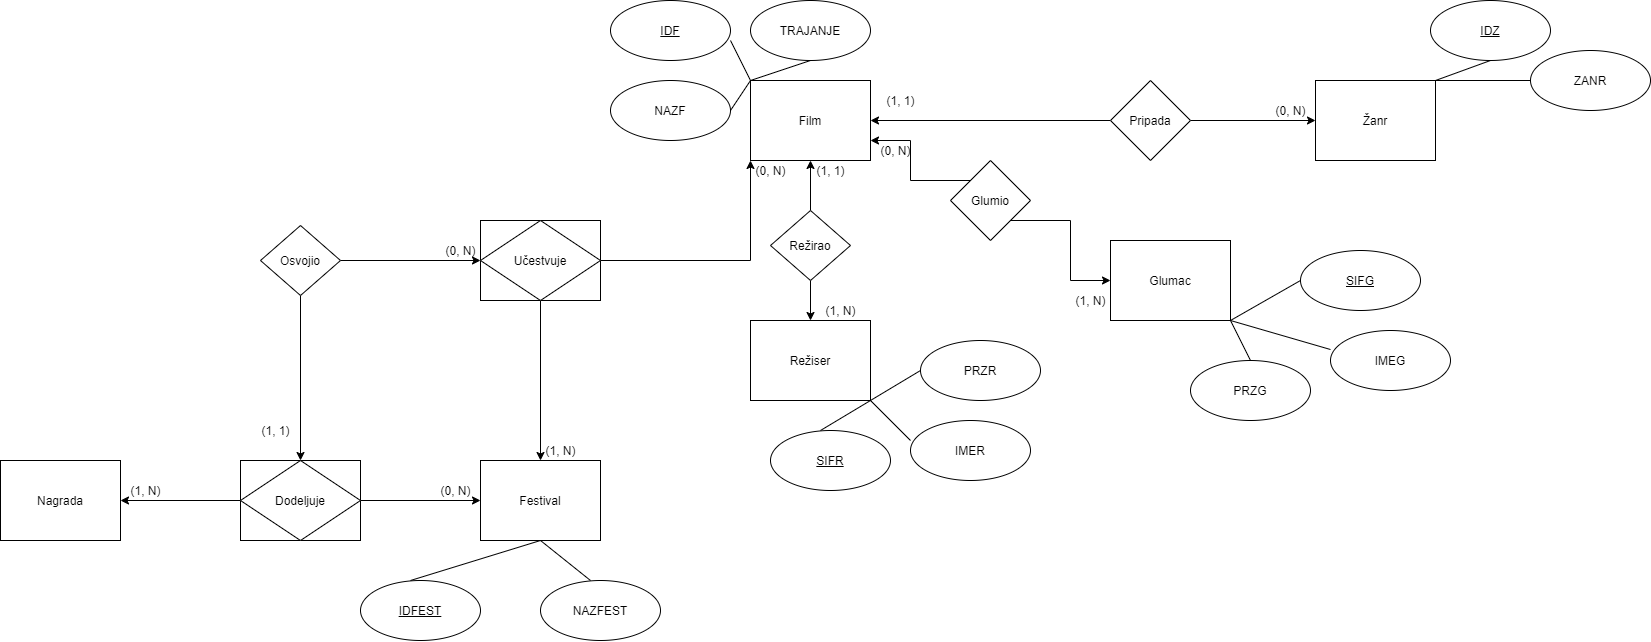 IDF
TRAJANJE
IDZ
NAZF
ZANR
Film
(1, 1)
Pripada
(0, N)
Žanr
(0, N)
(0, N)
(1, 1)
Glumio
Osvojio
(0, N)
Učestvuje
Režirao
Glumac
SIFG
(1, N)
(1, N)
Režiser
PRZR
IMEG
PRZG
(1, 1)
(1, N)
IMER
SIFR
Nagrada
(1, N)
Dodeljuje
(0, N)
Festival
IDFEST
NAZFEST